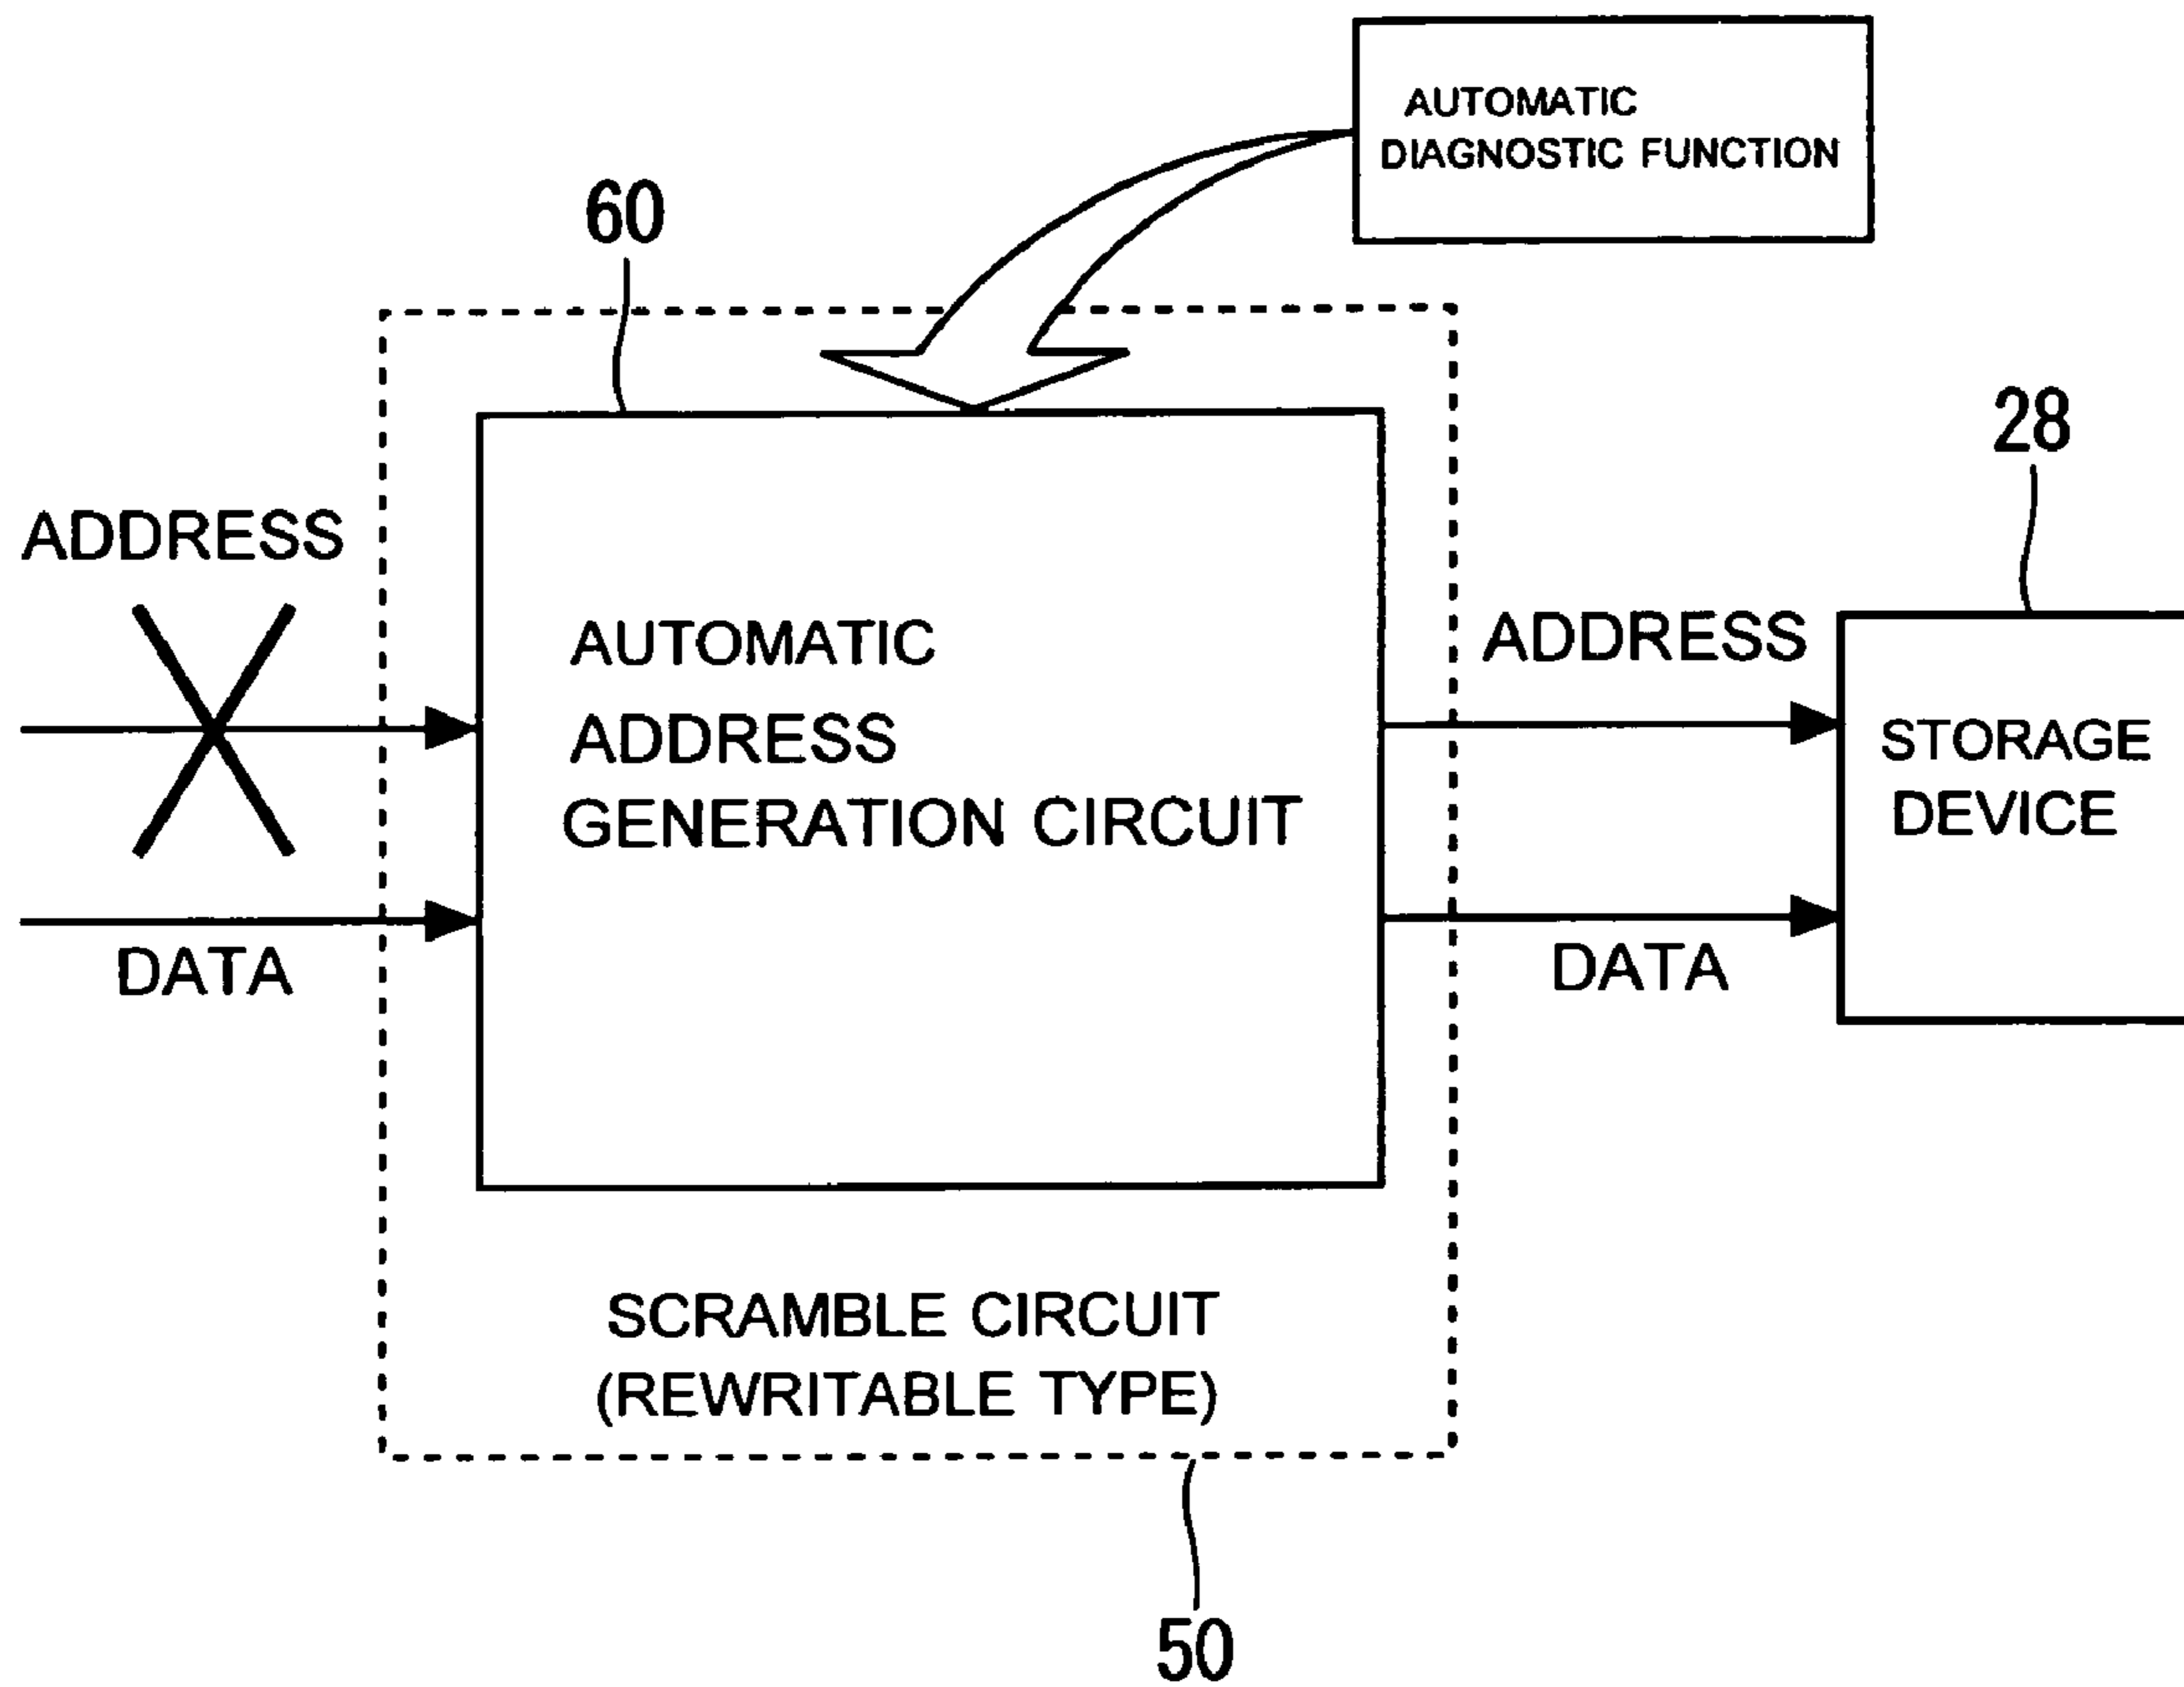 AUTOMATIC
DIAGNOSTIC FUNCTION
60
28
ADDRESS
DATA
AUTOMATIC
ADDRESS
GENERATION CIRCUIT
ADDRESS
DATA
STORAGE
DEVICE
SCRAMBLE CIRCUIT
(REWRITABLE TYPE)
50